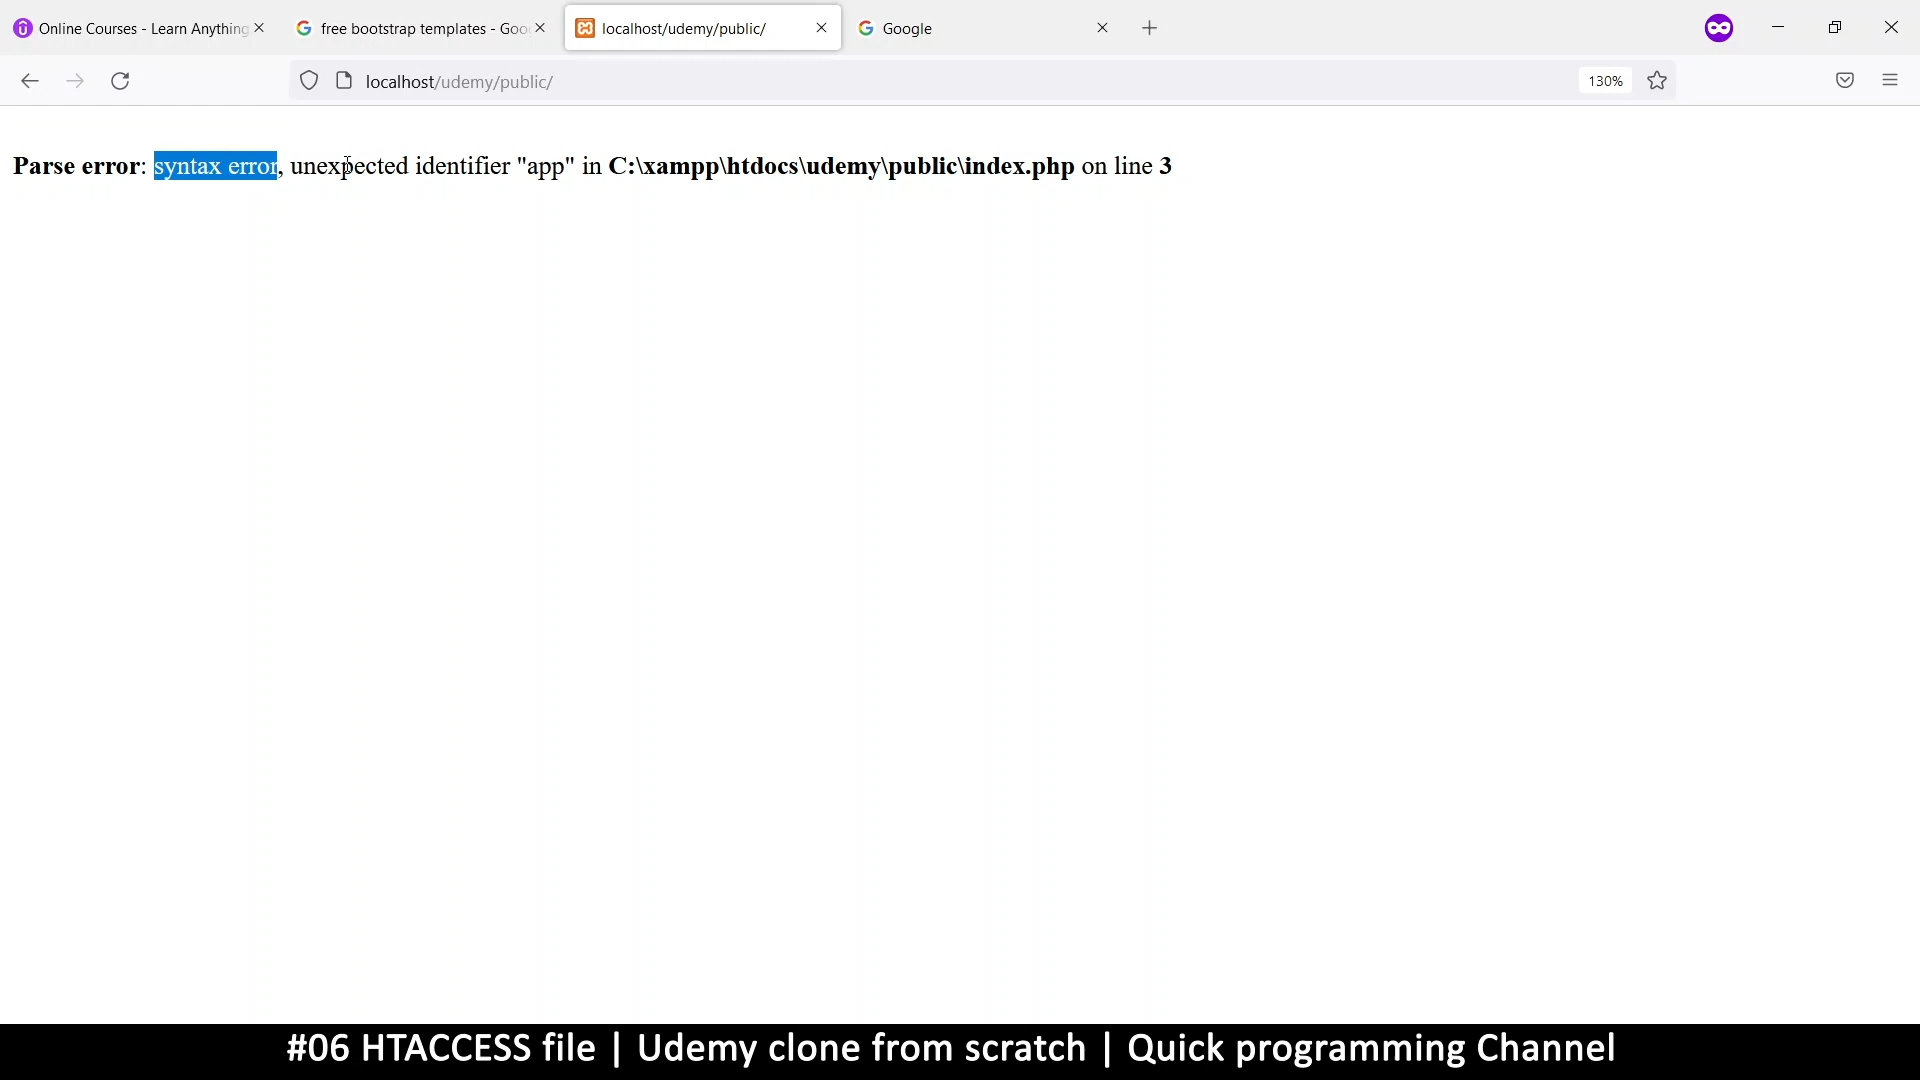 Online Courses - Learn Anything
free bootstrap templates - Goo
localhost/udemy/public/
Google
localhost/udemy/public/
130%
Parse error: syntax error, unexpected identifier "app" in C:\xampp\htdocs\udemy\public\index.php on line 3
#06 HTACCESS file | Udemy clone from scratch | Quick programming Channel